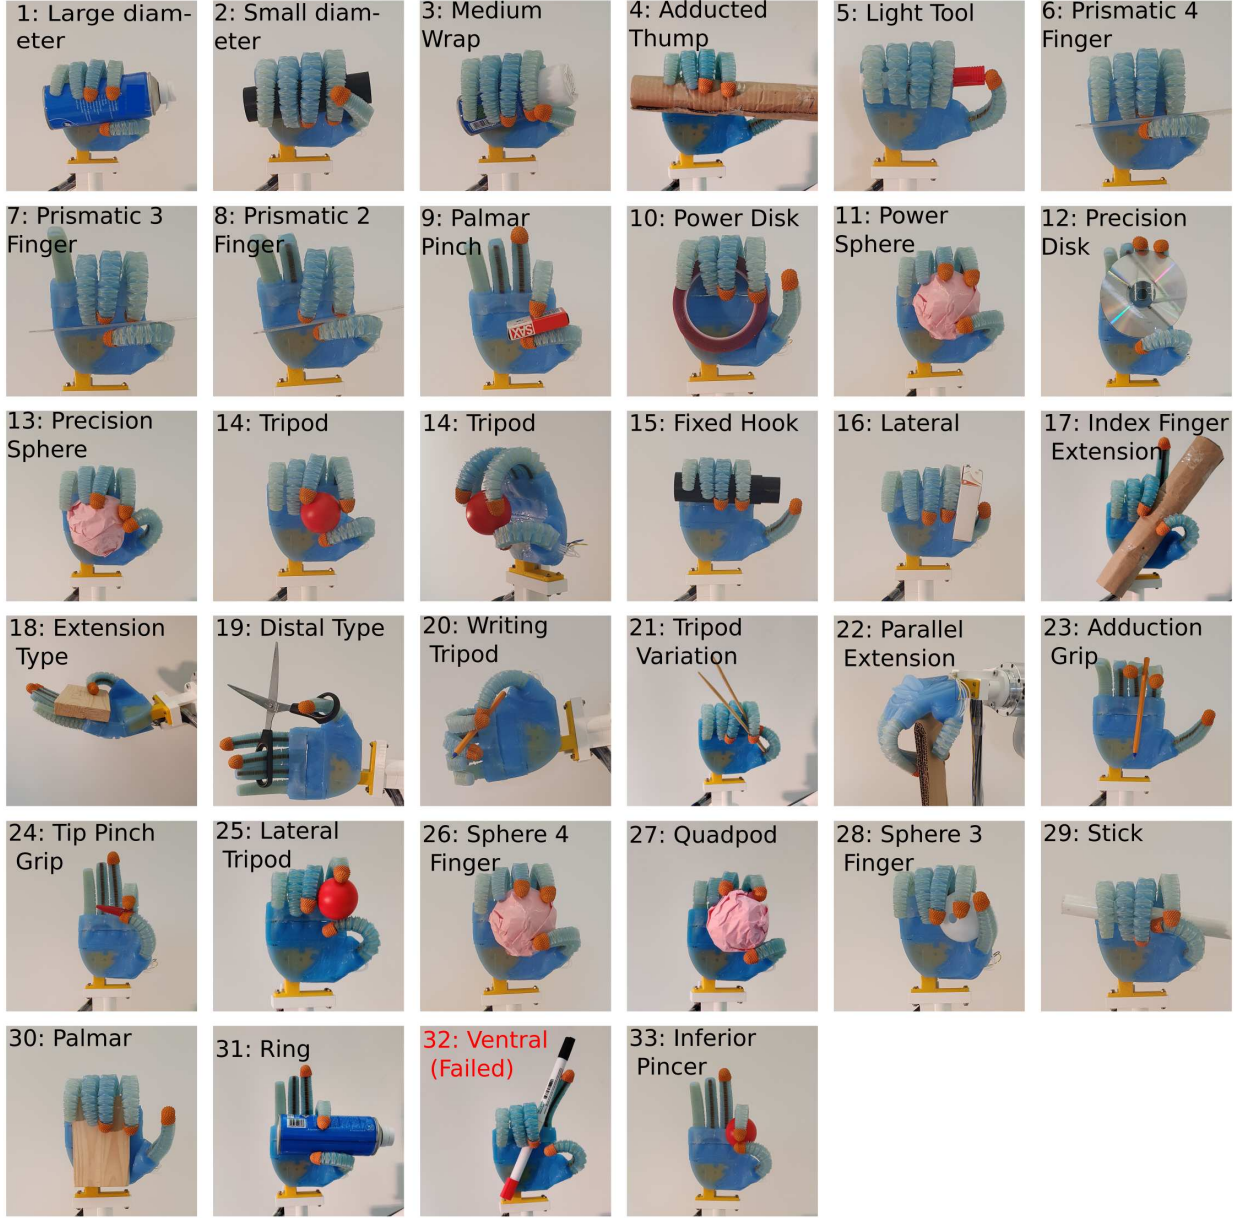 1: Large diam-
eter
2: Small diam-
eter
3: Medium
Wrap
4: Adducted
Thump
5: Light Tool
6: Prismatic 4
Finger
7: Prismatic 3
Finger
8: Prismatic 2
Finger
9: Palmar
Pinch
10: Power Disk
11: Power
Sphere
12: Precision
Disk
13: Precision
Sphere
14: Tripod
14: Tripod
15: Fixed Hook
16: Lateral
17: Index Finger
Extension
18: Extension
Type
19: Distal Type
20: Writing
Tripod
21: Tripod
Variation
22: Parallel
Extension
23: Adduction
Grip
24: Tip Pinch
Grip
25: Lateral
Tripod
26: Sphere 4
Finger
27: Quadpod
28: Sphere 3
Finger
29: Stick
30: Palmar
31: Ring
32: Ventral
(Failed)
33: Inferior
Pincer